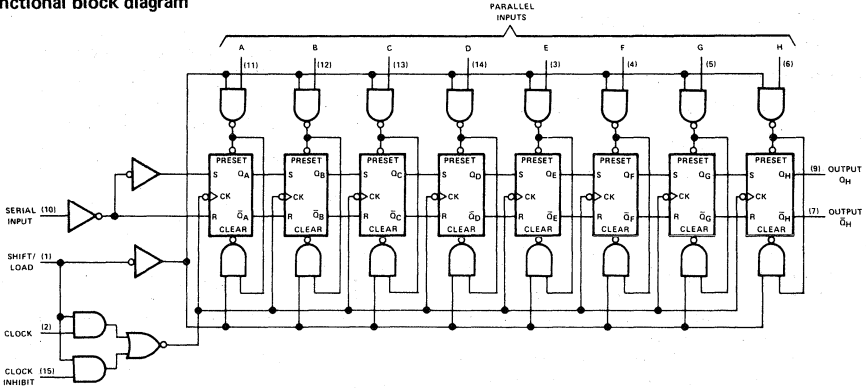 nctional block diagram
PARALLEL
INPUTS
A B C D E F G H
(11) (12) (13) (14) (3) (4) (5) (6)
PRESET PRESET PRESET PRESET PRESET PRESET PRESET PRESET
S QA S QB S QC S QD S QE S QF S QG S QH (9) OUTPUT
QH
CK CK CK CK CK CK CK CK
SERIAL (10)
INPUT
R Q̄A R Q̄B R Q̄C R Q̄D R Q̄E R Q̄F R Q̄G R Q̄H (7) OUTPUT
Q̄H
CLEAR CLEAR CLEAR CLEAR CLEAR CLEAR CLEAR CLEAR
SHIFT/ (1)
LOAD
CLOCK (2)
CLOCK (15)
INHIBIT